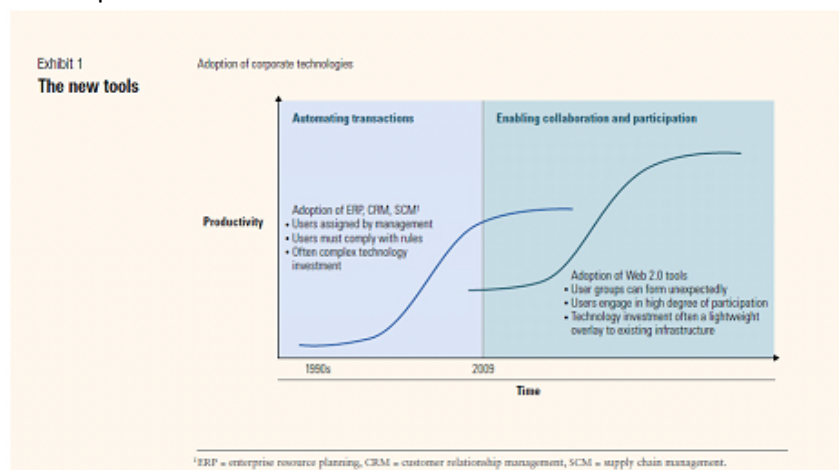 Exhibit 1
The new tools
Adoption of corporate technologies
Automating transactions
Enabling collaboration and participation
Productivity
Adoption of ERP, CRM, SCM¹
• Users assigned by management
• Users must comply with rules
• Often complex technology
investment
Adoption of Web 2.0 tools
• User groups can form unexpectedly
• Users engage in high degree of participation
• Technology investment often a lightweight
overlay to existing infrastructure
1990s
2009
Time
¹ERP = enterprise resource planning, CRM = customer relationship management, SCM = supply chain management.